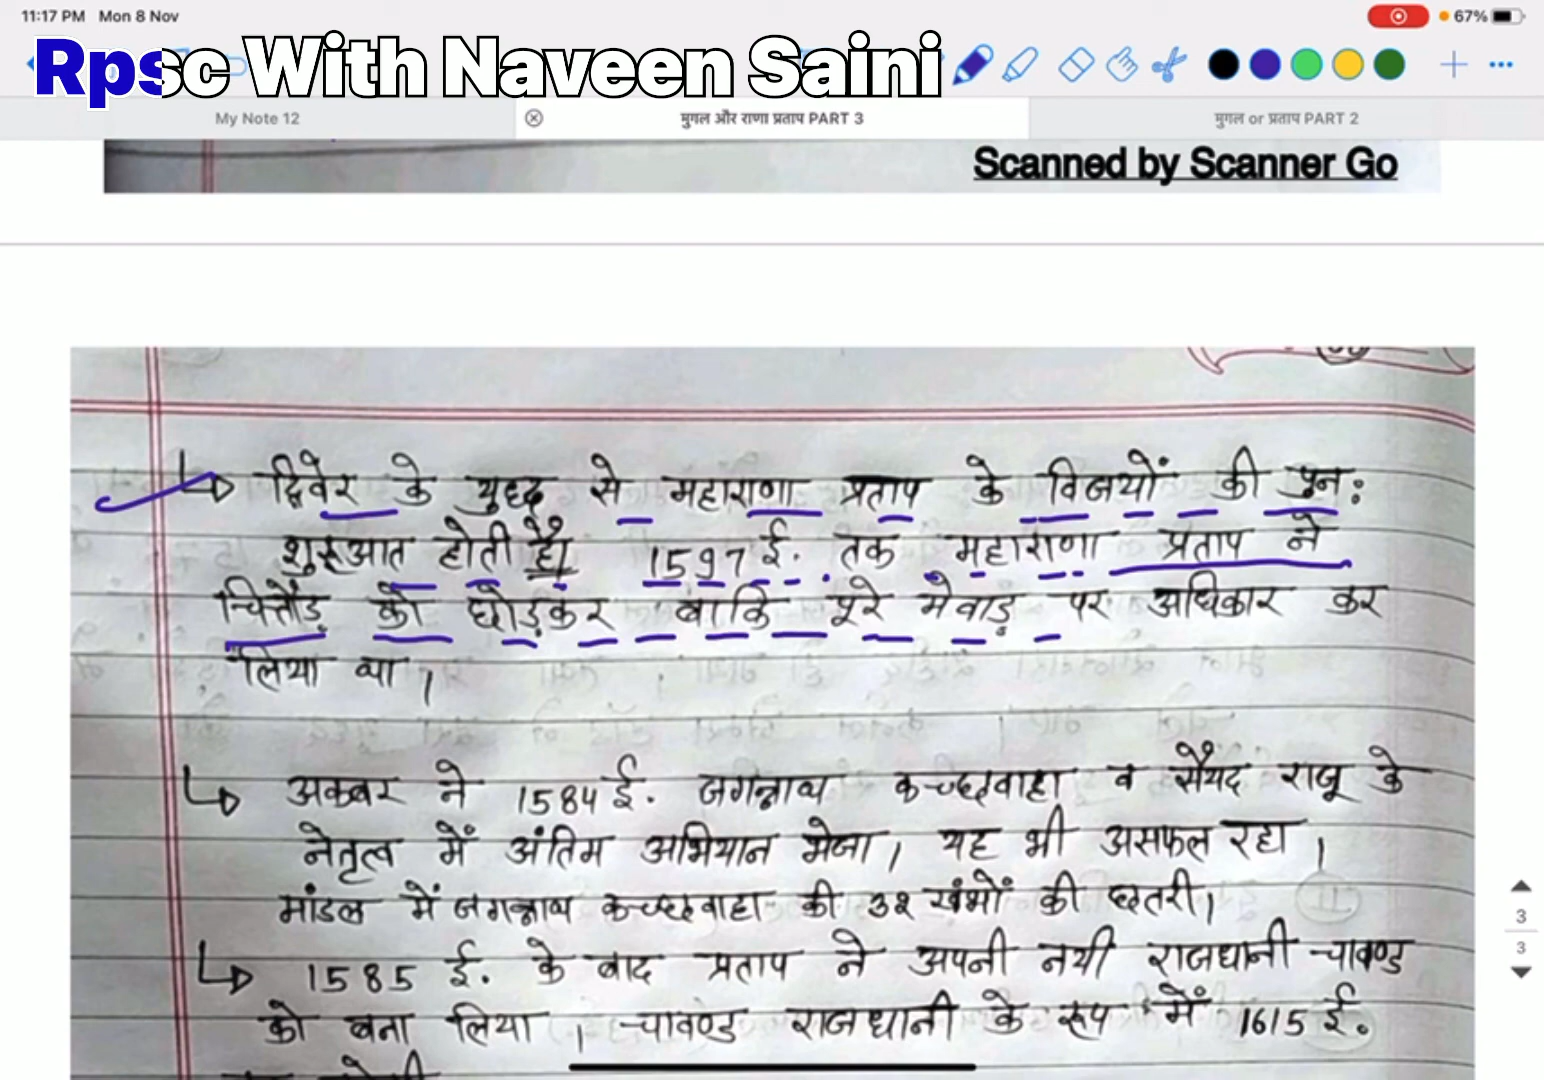 11:17 PM Mon 8 Nov
67%
Rpsc With Naveen Saini
My Note 12
मुगल और राणा प्रताप PART 3
मुगल or प्रताप PART 2
Scanned by Scanner Go
दिवेर के युद्ध से महाराणा प्रताप के विजयों की पुन:
शुरूआत होती है। 1597 ई. तक महाराणा प्रताप ने
चित्तौड़ को छोड़कर बाकि पूरे मेवाड़ पर अधिकार कर
लिया था।
अकबर ने 1584 ई. जगन्नाथ कच्छवाहा व सैयद राजू के
नेतृत्व में अंतिम अभियान भेजा। यह भी असफल रहा।
मांडल में जगन्नाथ कच्छवाहा की 32 खंभों की छतरी।
1585 ई. के बाद प्रताप ने अपनी नयी राजधानी चावण्ड
को बना लिया। चावण्ड राजधानी के रूप में 1615 ई.
3
3